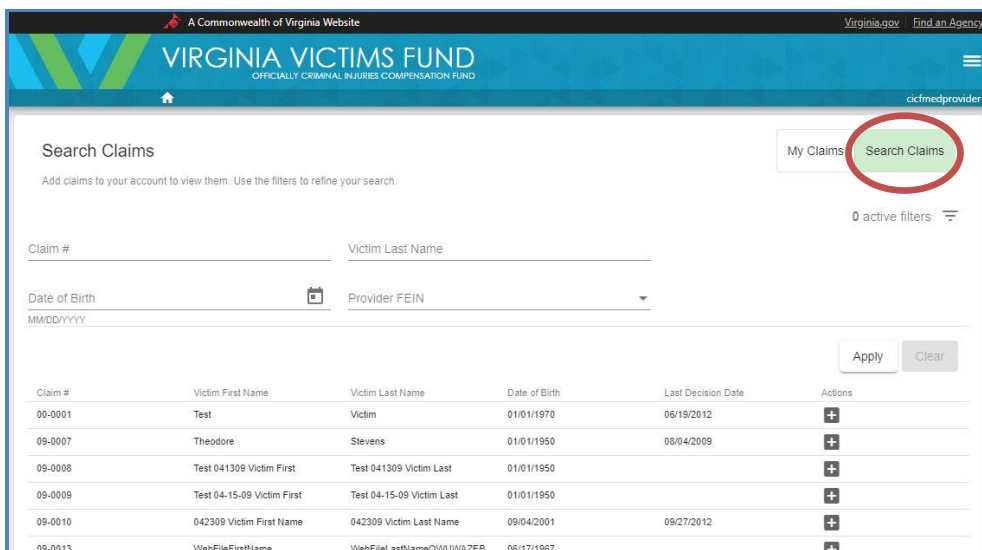 A Commonwealth of Virginia Website Virginia.gov Find an Agency
VIRGINIA VICTIMS FUND
OFFICIALLY CRIMINAL INJURIES COMPENSATION FUND
cicfmedprovider
Search Claims My Claims Search Claims
Add claims to your account to view them. Use the filters to refine your search.
0 active filters
Claim # Victim Last Name
Date of Birth Provider FEIN
MM/DD/YYYY
Apply Clear
Claim # Victim First Name Victim Last Name Date of Birth Last Decision Date Actions
00-0001 Test Victim 01/01/1970 06/19/2012
09-0007 Theodore Stevens 01/01/1950 08/04/2009
09-0008 Test 041309 Victim First Test 041309 Victim Last 01/01/1950
09-0009 Test 04-15-09 Victim First Test 04-15-09 Victim Last 01/01/1950
09-0010 042309 Victim First Name 042309 Victim Last Name 09/04/2001 09/27/2012
09-0013 WebFileFirstName 06/17/1967